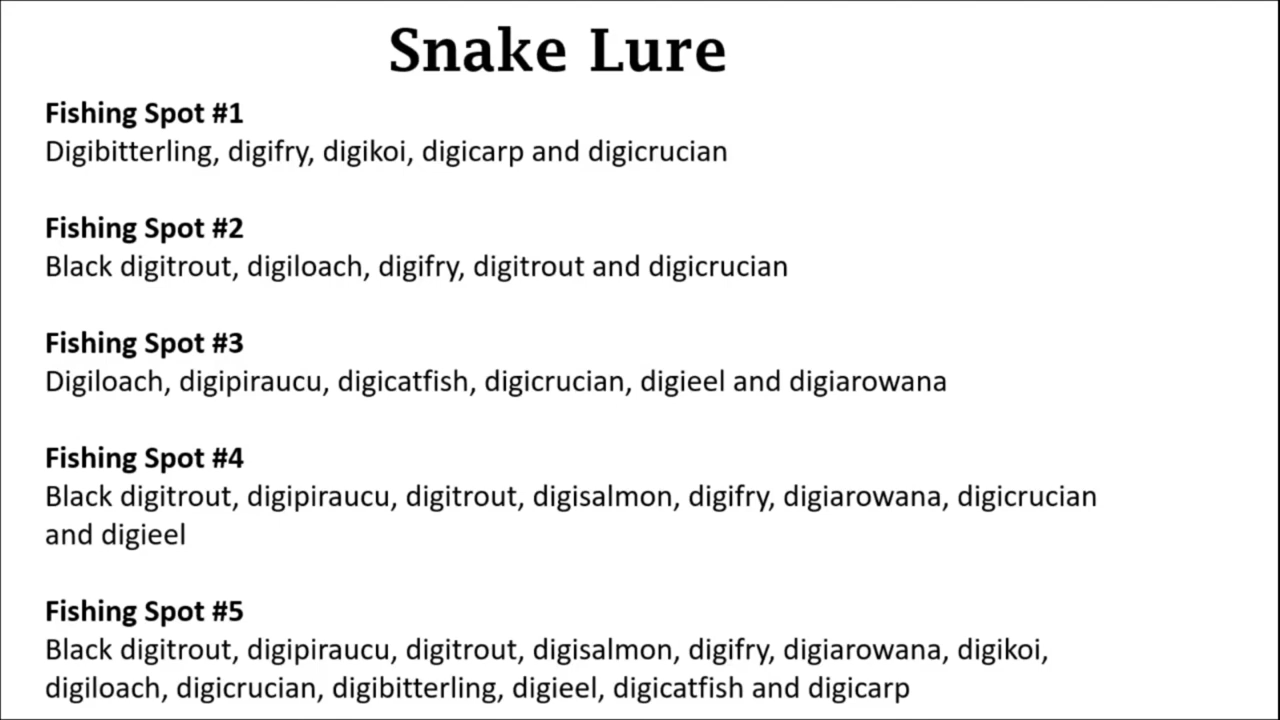 Snake Lure
Fishing Spot #1
Digibitterling, digifry, digikoi, digicarp and digicrucian
Fishing Spot #2
Black digitrout, digiloach, digifry, digitrout and digicrucian
Fishing Spot #3
Digiloach, digipiraucu, digicatfish, digicrucian, digieel and digiarowana
Fishing Spot #4
Black digitrout, digipiraucu, digitrout, digisalmon, digifry, digiarowana, digicrucian
and digieel
Fishing Spot #5
Black digitrout, digipiraucu, digitrout, digisalmon, digifry, digiarowana, digikoi,
digiloach, digicrucian, digibitterling, digieel, digicatfish and digicarp